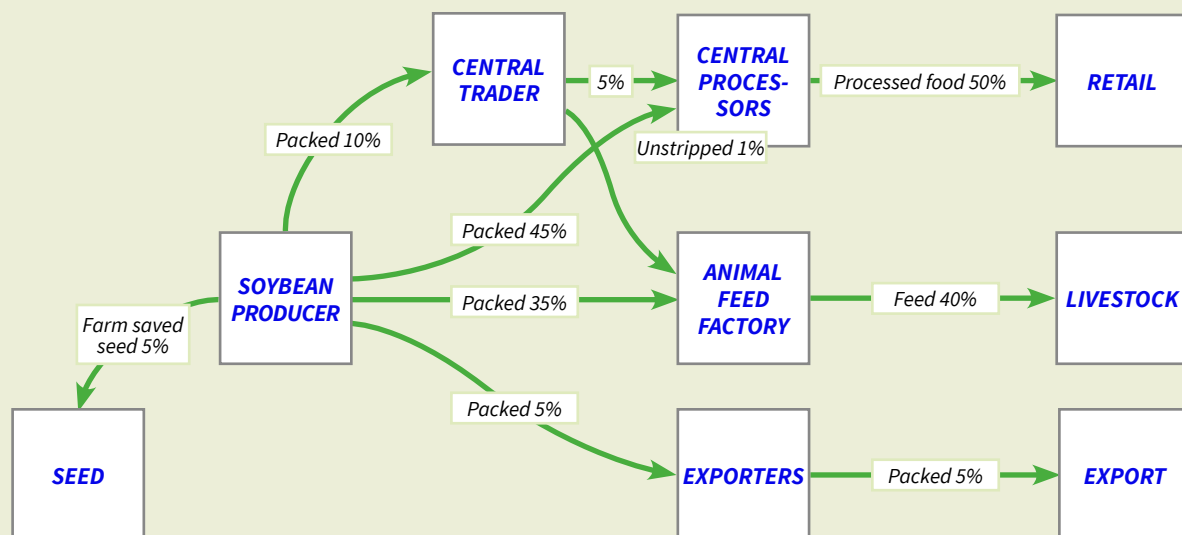 CENTRAL
TRADER
5%
CENTRAL
PROCES-
SORS
Processed food 50%
RETAIL
Packed 10%
Unstripped 1%
Packed 45%
SOYBEAN
PRODUCER
Packed 35%
ANIMAL
FEED
FACTORY
Feed 40%
LIVESTOCK
Farm saved
seed 5%
Packed 5%
SEED
EXPORTERS
Packed 5%
EXPORT